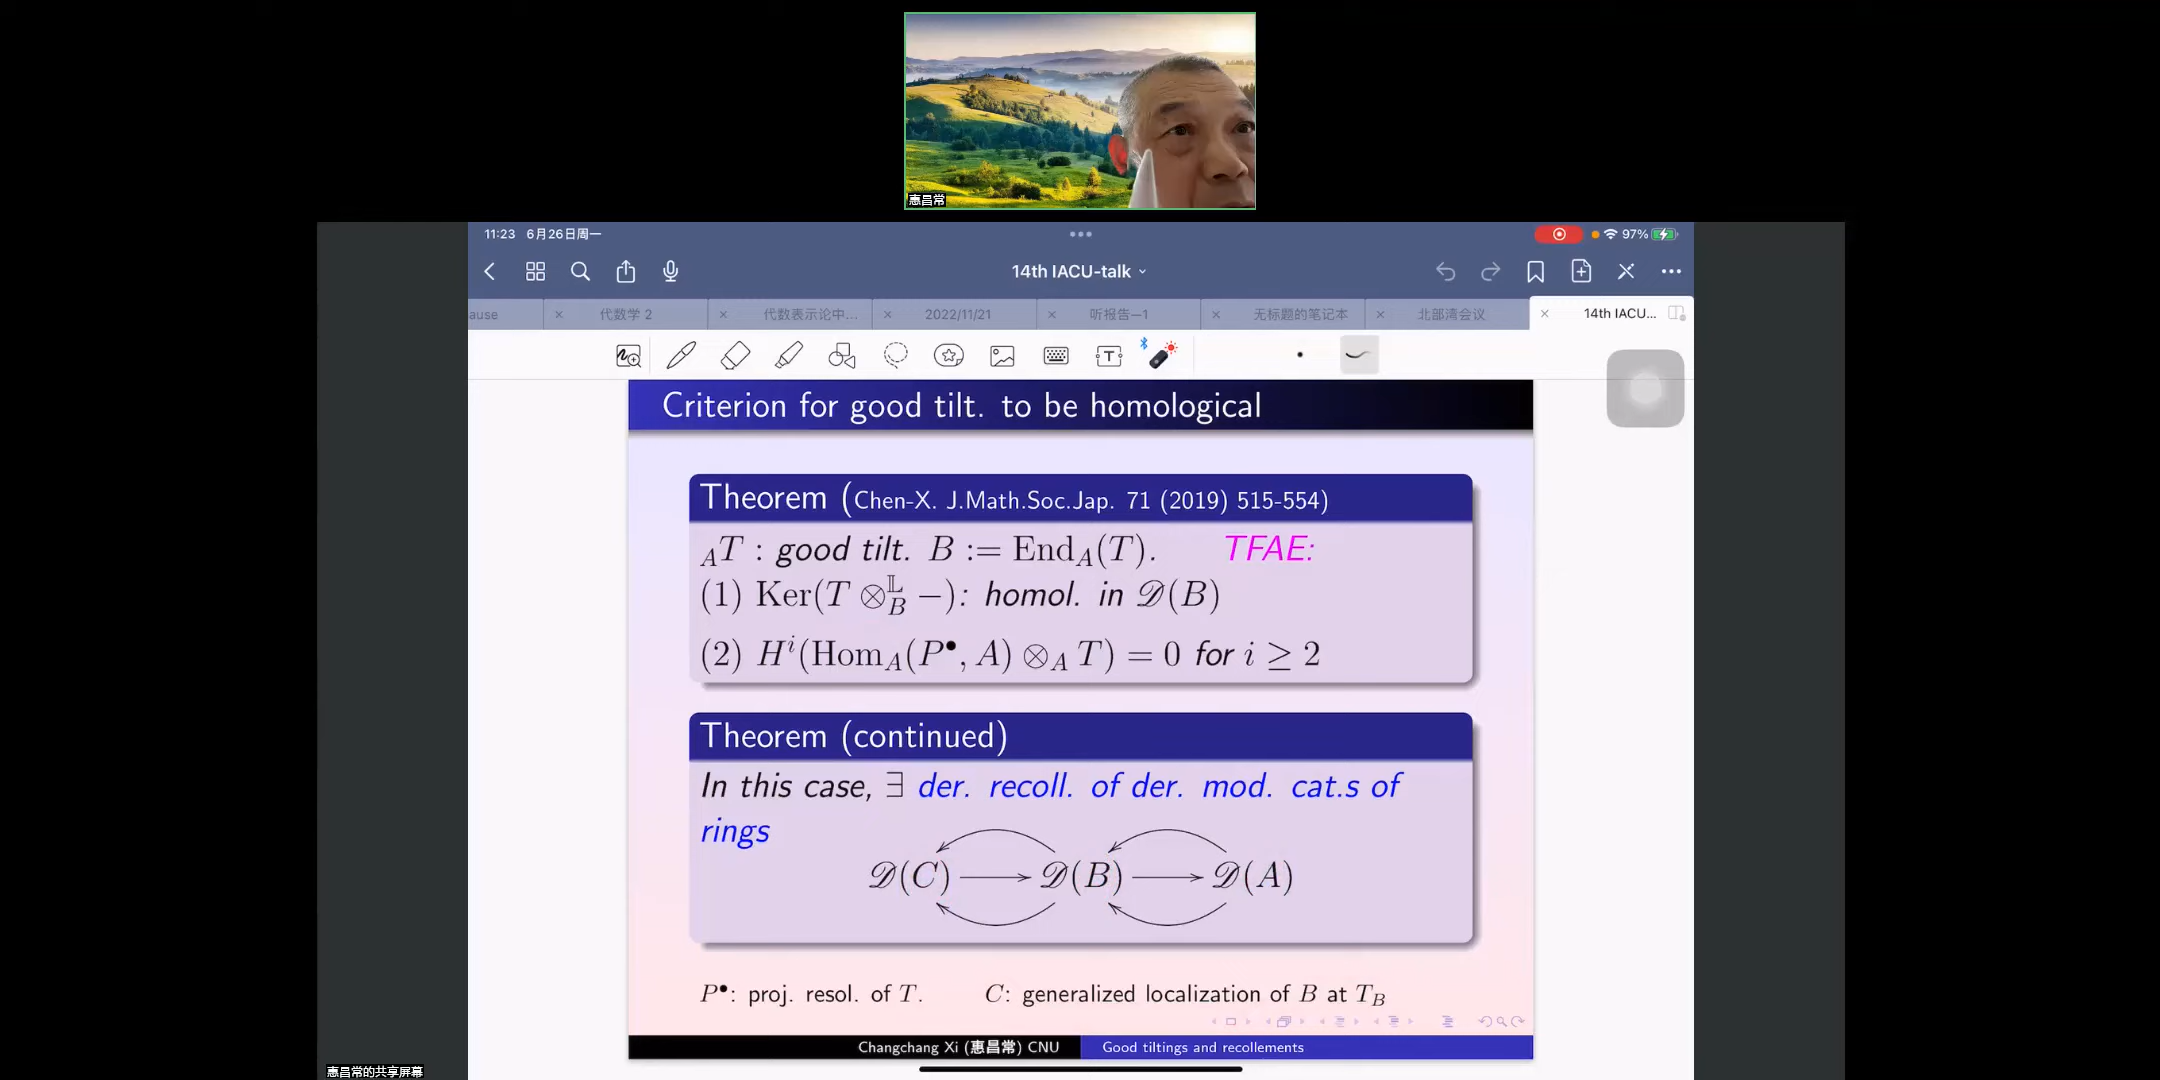 惠昌常
11:23 6月26日周一
97%
14th IACU-talk
ause
代数学 2
代数表示论中...
2022/11/21
听报告—1
无标题的笔记本
北部湾会议
14th IACU...
Criterion for good tilt. to be homological
Theorem (Chen-X. J.Math.Soc.Jap. 71 (2019) 515-554)
_AT : good tilt. B := End_A(T). TFAE:
(1) Ker(T ⊗^𝕃_B −): homol. in 𝒟(B)
(2) H^i(Hom_A(P^•, A) ⊗_A T) = 0 for i ≥ 2
Theorem (continued)
In this case, ∃ der. recoll. of der. mod. cat.s of
rings
𝒟(C) → 𝒟(B) → 𝒟(A)
P^•: proj. resol. of T. C: generalized localization of B at T_B
Changchang Xi (惠昌常) CNU Good tiltings and recollements
惠昌常的共享屏幕